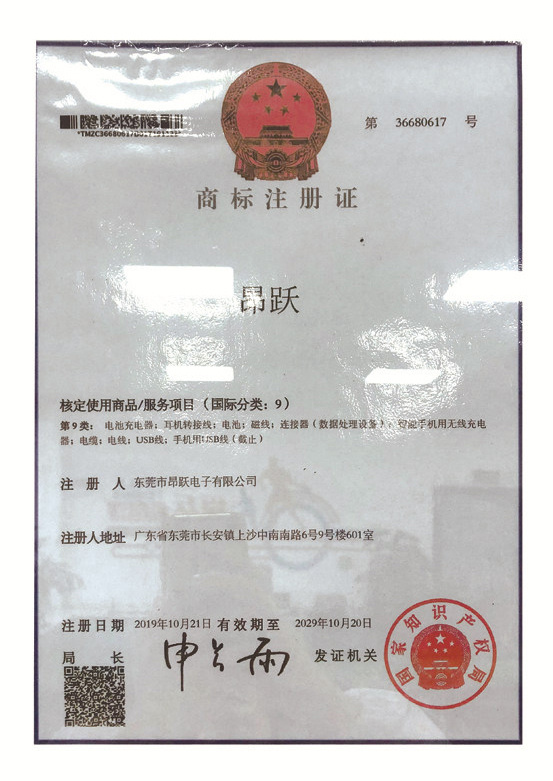 第 36680617 号
商标注册证
昂跃
核定使用商品/服务项目（国际分类：9）
第9类：电池充电器；耳机转接线；电池；磁线；连接器（数据处理设备）；智能手机用无线充电
器；电缆；电线；USB线；手机用USB线（截止）
注 册 人 东莞市昂跃电子有限公司
注册人地址 广东省东莞市长安镇上沙中南南路6号9号楼601室
注册日期 2019年10月21日 有效期至 2029年10月20日
局 长 申长雨 发证机关
国家知识产权局